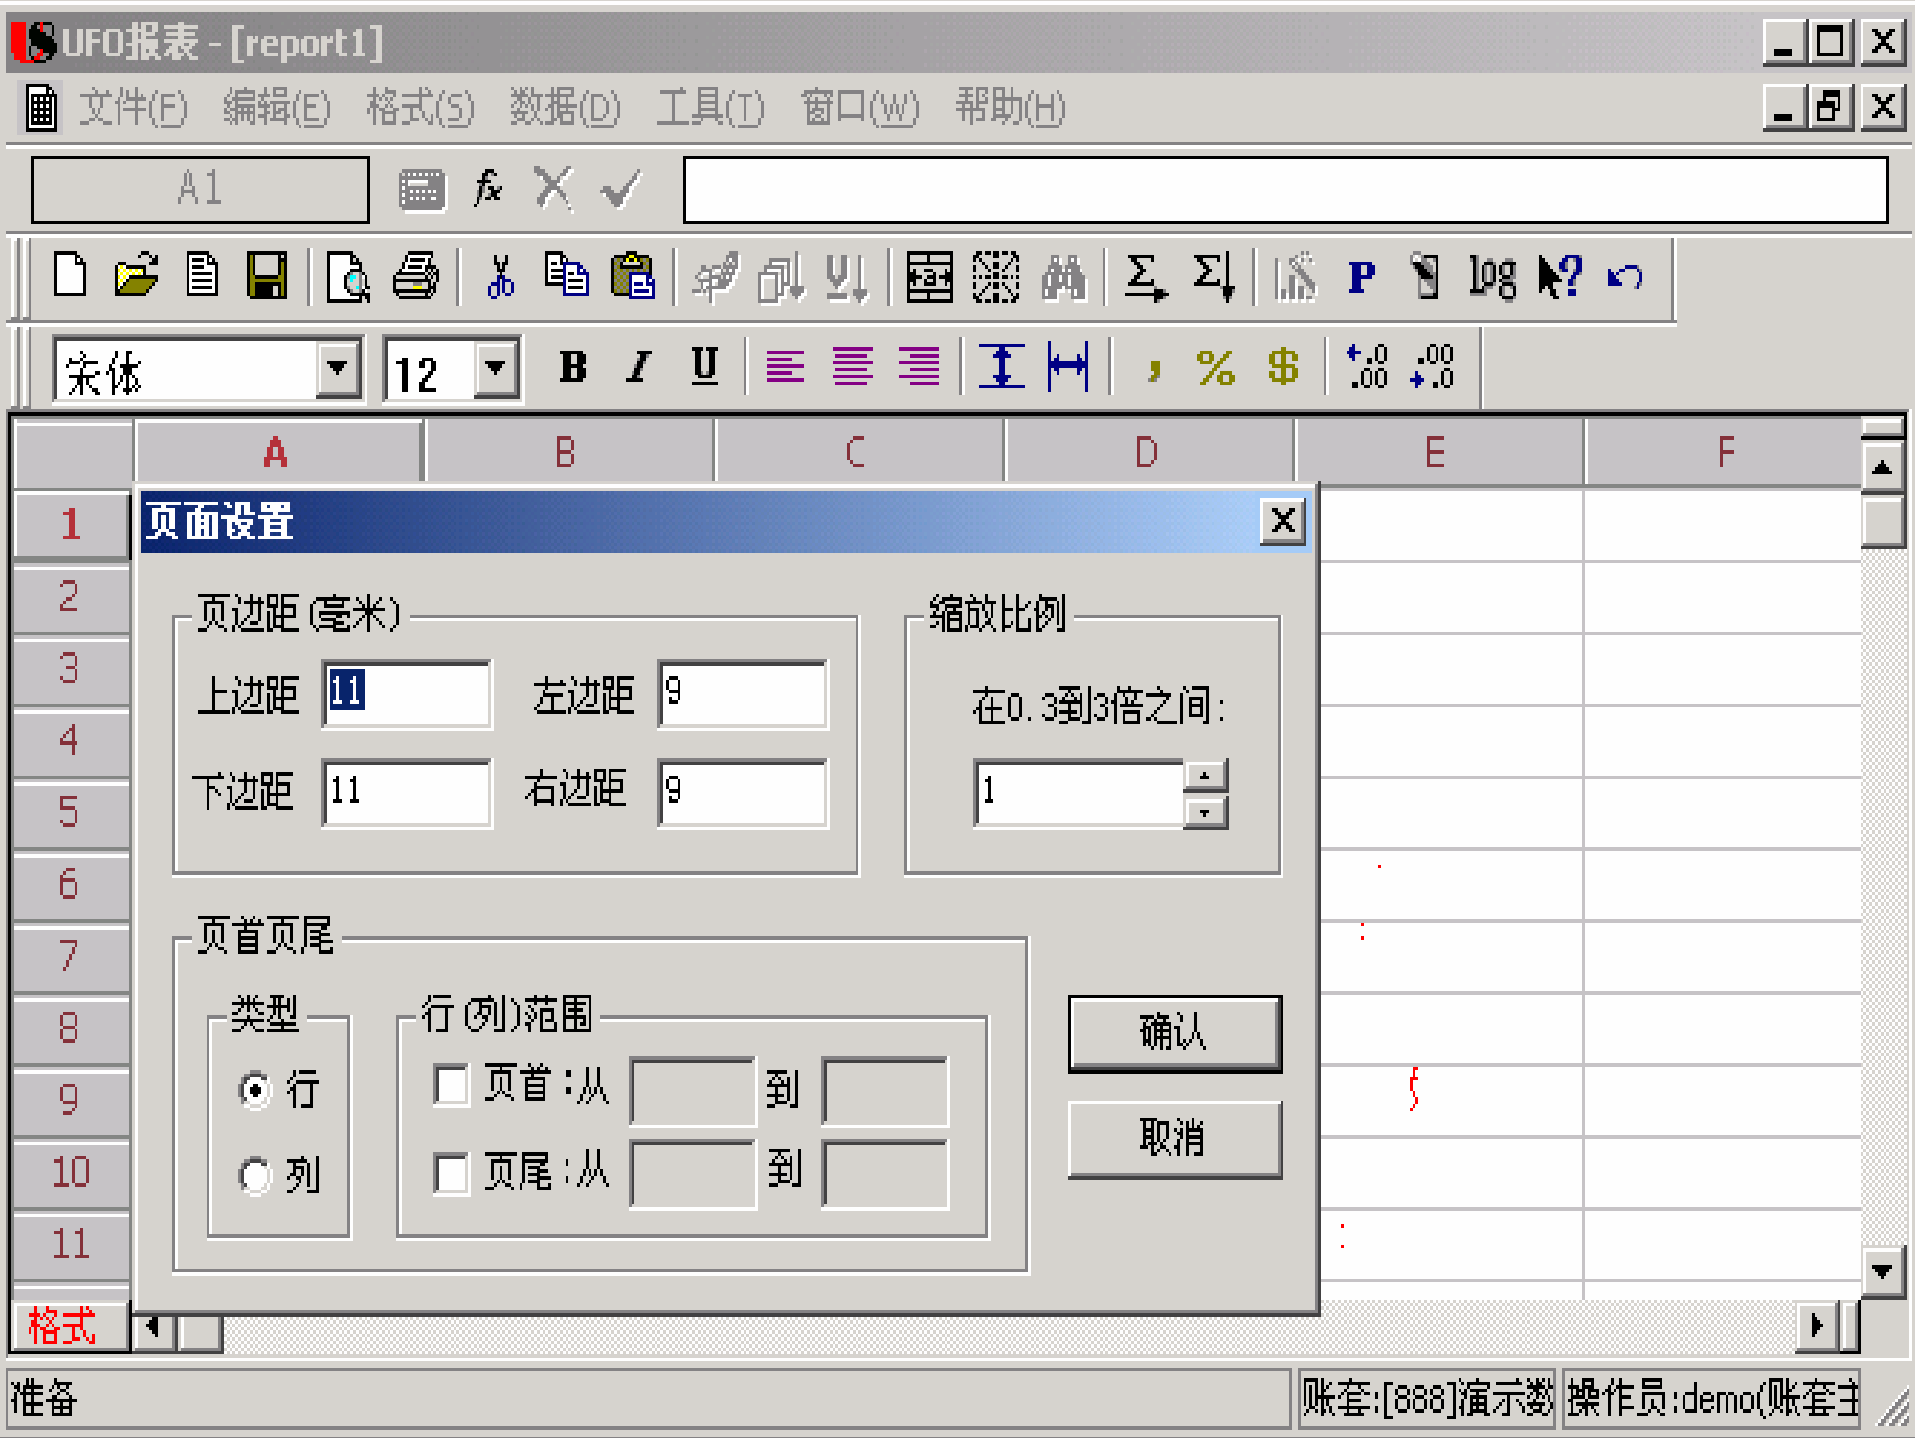 UFO报表 - [report1]
文件(F) 编辑(E) 格式(S) 数据(D) 工具(T) 窗口(W) 帮助(H)
A1 fx
Σ Σ P log ?
宋体 12 B I U , % $ .0 .00 .00 .0
A B C D E F
1
2
3
4
5
6
7
8
9
10
11
页面设置
页边距(毫米)
上边距 11 左边距 9
下边距 11 右边距 9
缩放比例
在0.3到3倍之间:
1
页首页尾
类型
行
列
行(列)范围
页首:从 到
页尾:从 到
确认
取消
格式
准备 账套:[888]演示数 操作员:demo(账套主